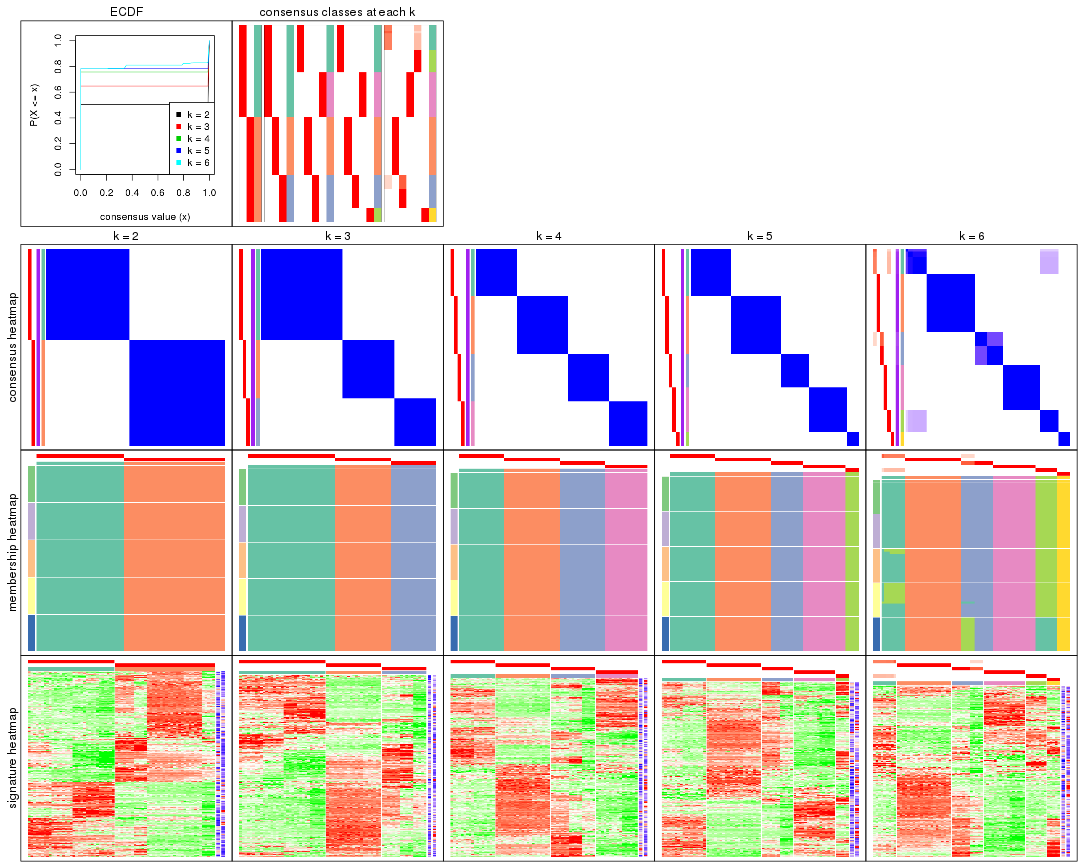 ECDF
consensus classes at each k
P(X <= x)
0.0 0.2 0.4 0.6 0.8 1.0
k = 2
k = 3
k = 4
k = 5
k = 6
0.0 0.2 0.4 0.6 0.8 1.0
consensus value (x)
k = 2
k = 3
k = 4
k = 5
k = 6
consensus heatmap
membership heatmap
signature heatmap